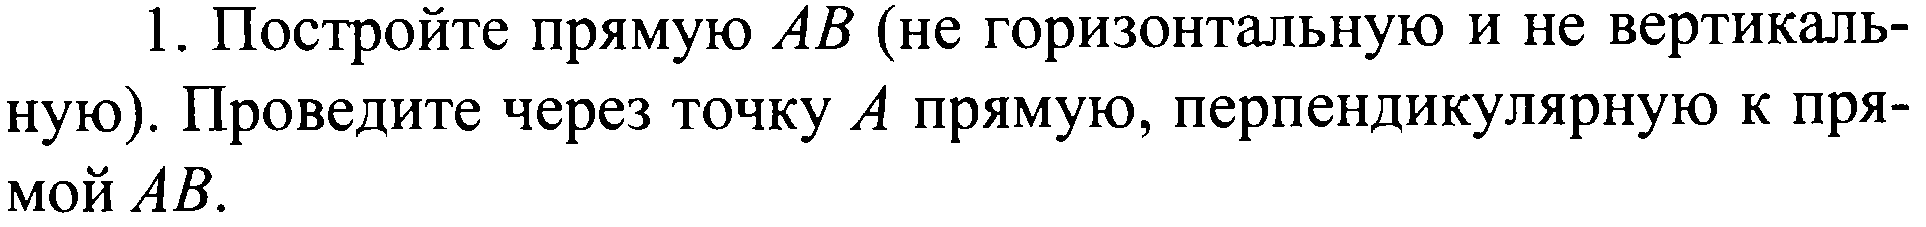 1. Постройте прямую AB (не горизонтальную и не вертикаль-
ную). Проведите через точку A прямую, перпендикулярную к пря-
мой AB.